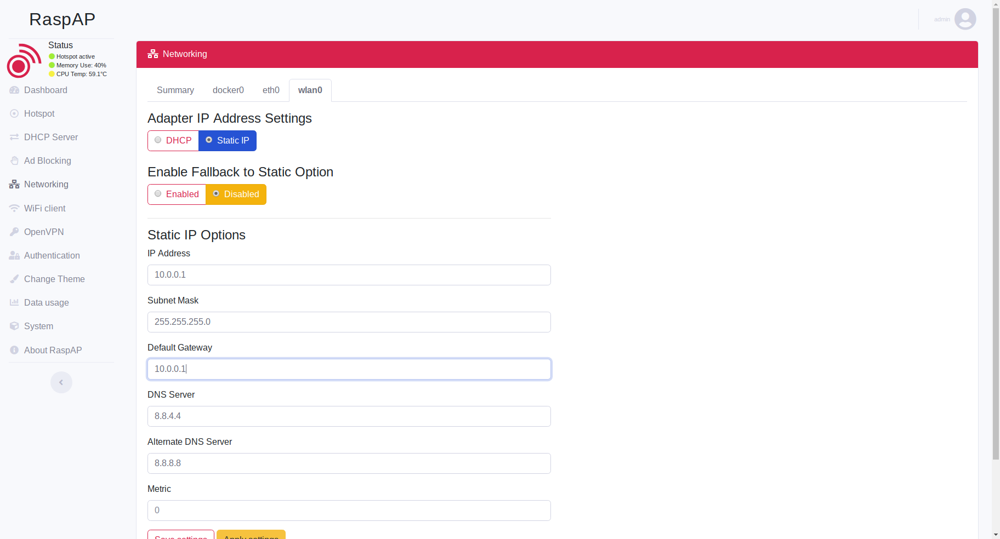 RaspAP
admin
Status
Hotspot active
Memory Use: 40%
CPU Temp: 59.1°C
Dashboard
Hotspot
DHCP Server
Ad Blocking
Networking
WiFi client
OpenVPN
Authentication
Change Theme
Data usage
System
About RaspAP
Networking
Summary docker0 eth0 wlan0
Adapter IP Address Settings
DHCP Static IP
Enable Fallback to Static Option
Enabled Disabled
Static IP Options
IP Address
10.0.0.1
Subnet Mask
255.255.255.0
Default Gateway
10.0.0.1
DNS Server
8.8.4.4
Alternate DNS Server
8.8.8.8
Metric
0
Save settings Apply settings